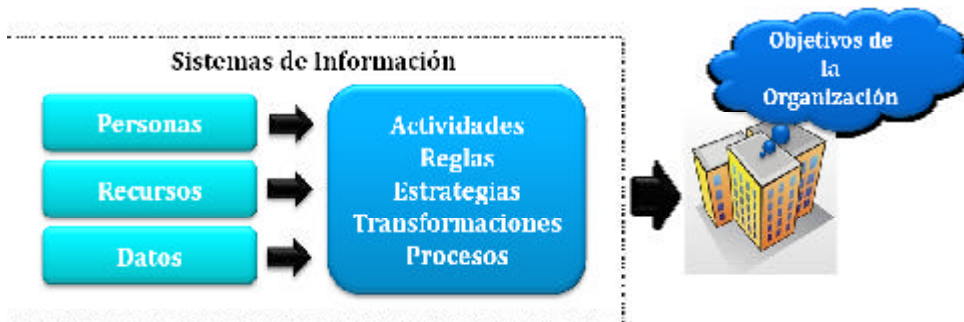 Sistemas de Información
Personas
Recursos
Datos
Actividades
Reglas
Estrategias
Transformaciones
Procesos
Objetivos de
la
Organización